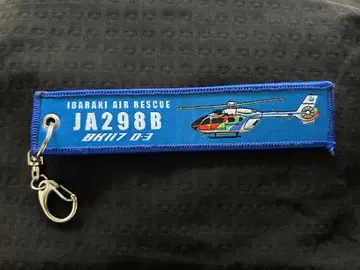 IBARAKI AIR RESCUE
JA298B
BK117 D-3